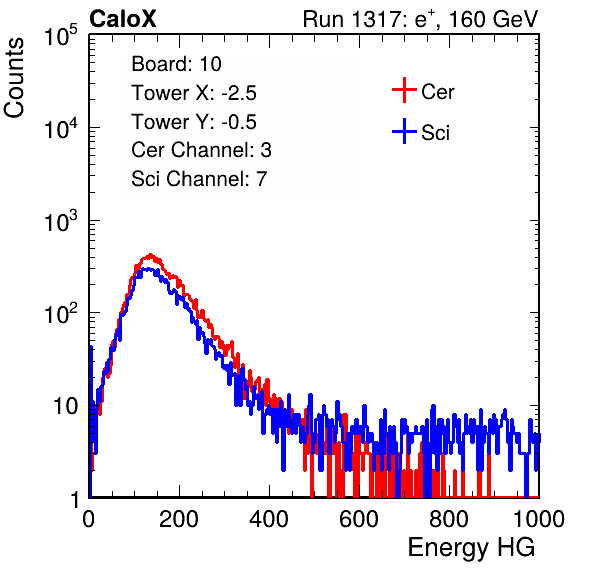 CaloX Run 1317: e⁺, 160 GeV
Counts
10⁵
10⁴
10³
10²
10
1
Board: 10
Tower X: -2.5
Tower Y: -0.5
Cer Channel: 3
Sci Channel: 7
Cer
Sci
0 200 400 600 800 1000
Energy HG